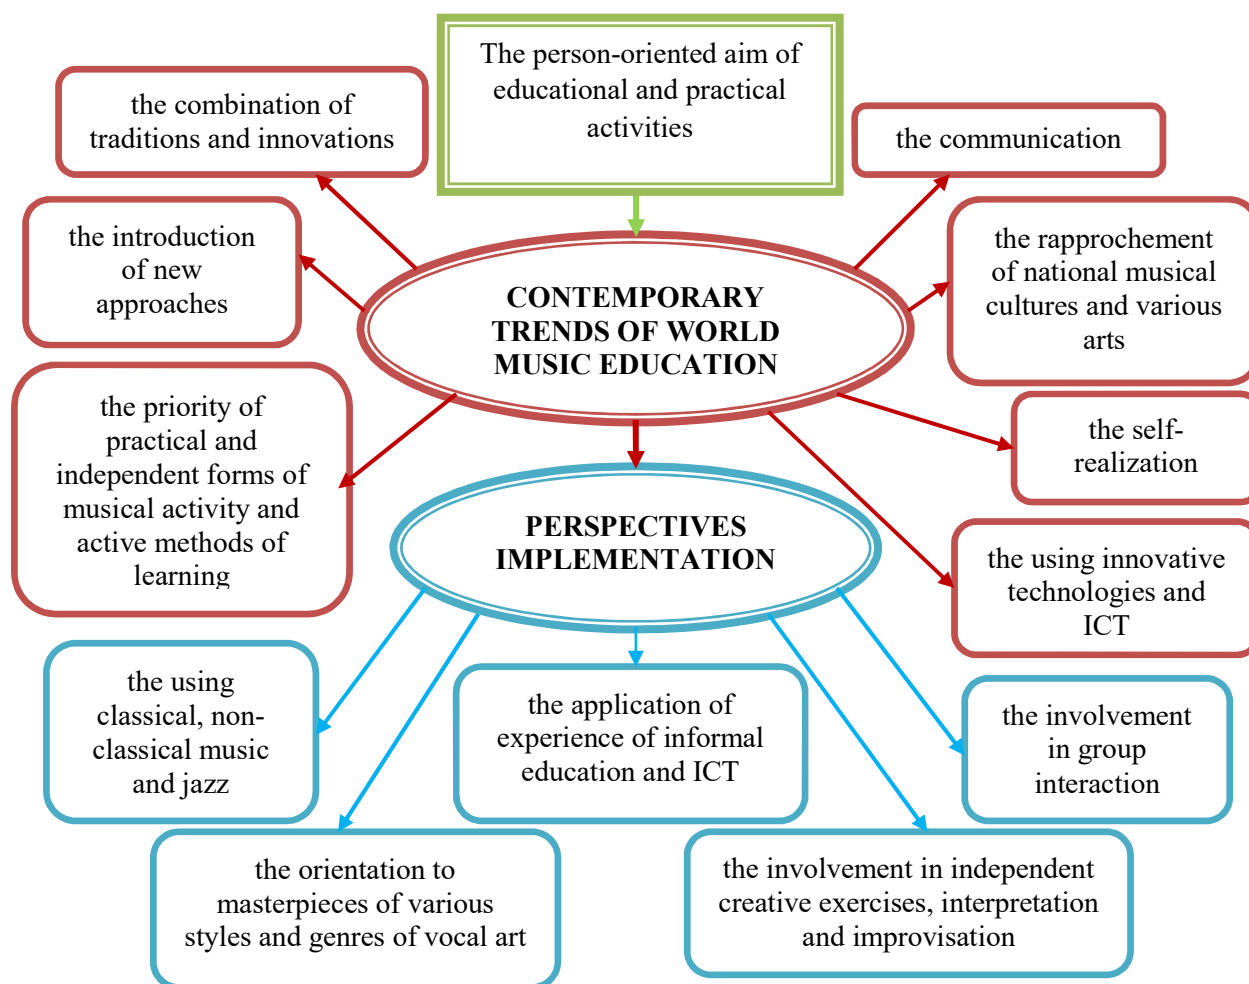 The person-oriented aim of
educational and practical
activities
the combination of
traditions and innovations
the communication
the introduction
of new
approaches
the rapprochement
of national musical
cultures and various
arts
CONTEMPORARY
TRENDS OF WORLD
MUSIC EDUCATION
the priority of
practical and
independent forms of
musical activity and
active methods of
learning
the self-
realization
PERSPECTIVES
IMPLEMENTATION
the using innovative
technologies and
ICT
the using
classical, non-
classical music
and jazz
the application of
experience of informal
education and ICT
the involvement
in group
interaction
the orientation to
masterpieces of various
styles and genres of vocal art
the involvement in independent
creative exercises, interpretation
and improvisation